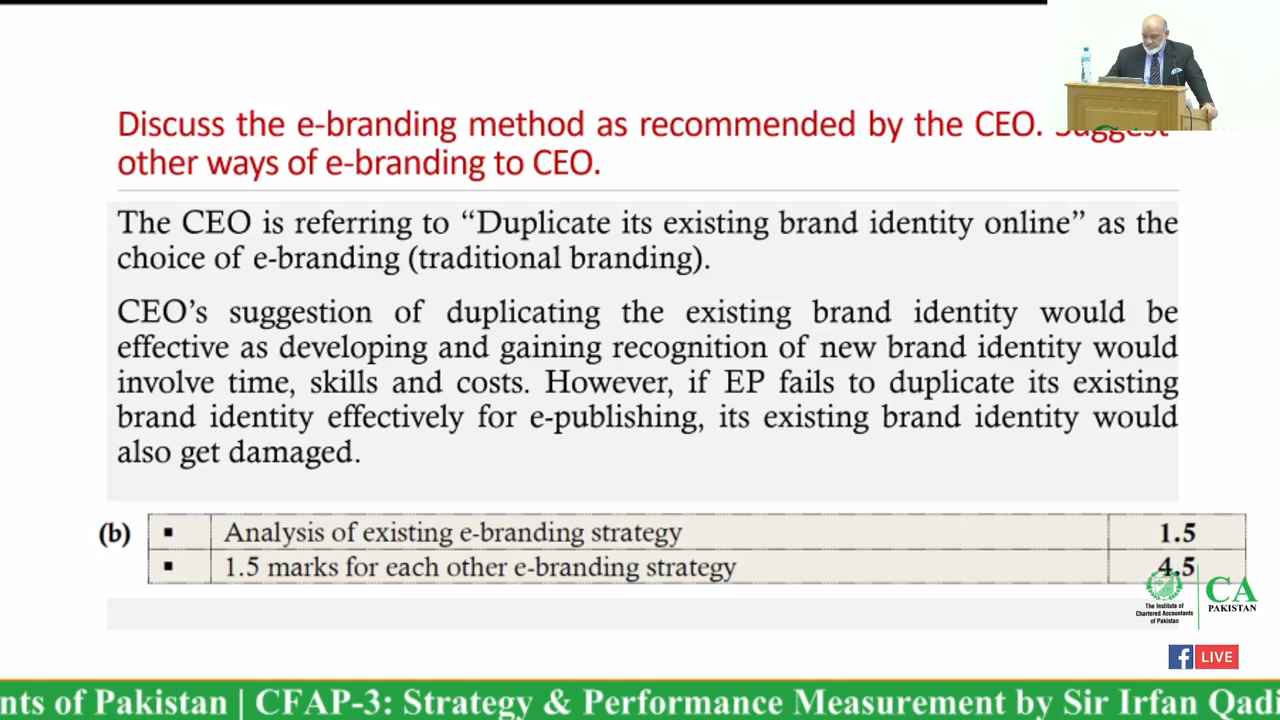 Discuss the e-branding method as recommended by the CEO. Suggest
other ways of e-branding to CEO.
The CEO is referring to “Duplicate its existing brand identity online” as the
choice of e-branding (traditional branding).
CEO’s suggestion of duplicating the existing brand identity would be
effective as developing and gaining recognition of new brand identity would
involve time, skills and costs. However, if EP fails to duplicate its existing
brand identity effectively for e-publishing, its existing brand identity would
also get damaged.
(b) ▪ Analysis of existing e-branding strategy 1.5
▪ 1.5 marks for each other e-branding strategy 4.5
The Institute of
Chartered Accountants
of Pakistan
CA
PAKISTAN
f LIVE
nts of Pakistan | CFAP-3: Strategy & Performance Measurement by Sir Irfan Qadi